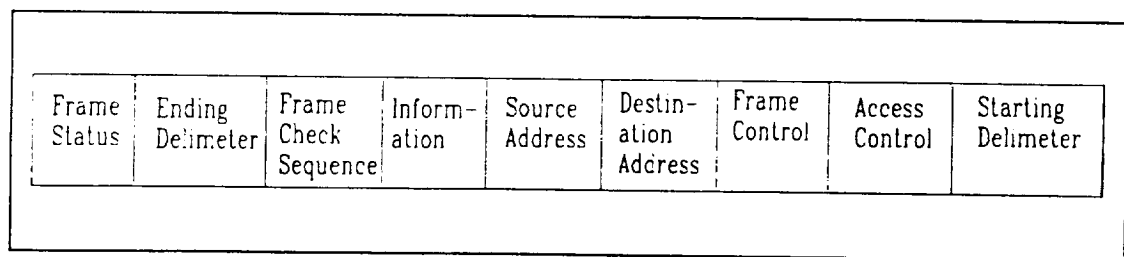 Frame
Status
Ending
Delimeter
Frame
Check
Sequence
Inform-
ation
Source
Address
Destin-
ation
Address
Frame
Control
Access
Control
Starting
Delimeter